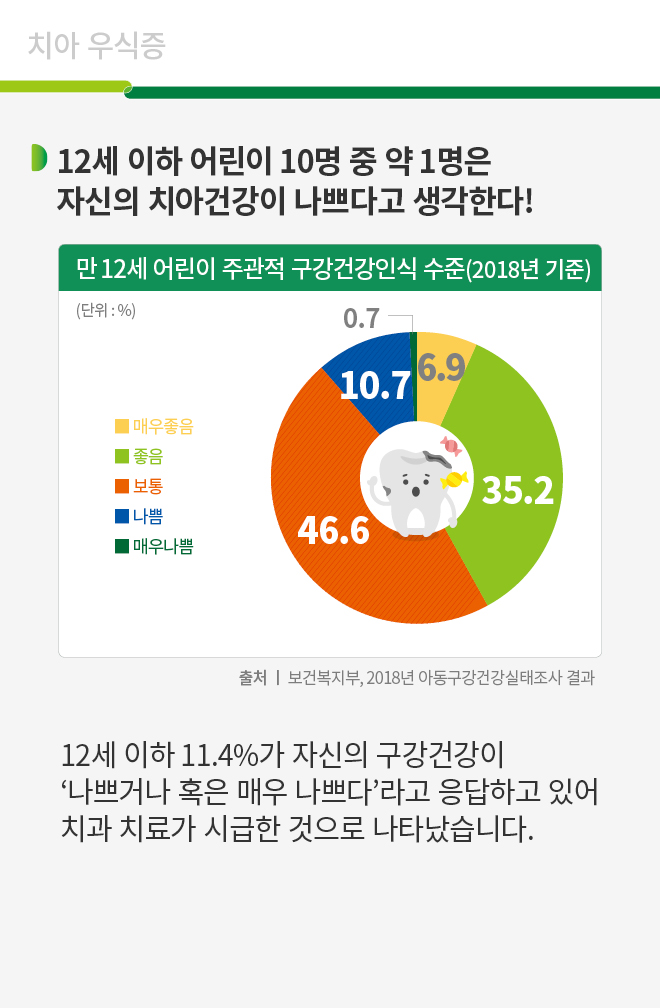 치아 우식증
12세 이하 어린이 10명 중 약 1명은
자신의 치아건강이 나쁘다고 생각한다!
만 12세 어린이 주관적 구강건강인식 수준(2018년 기준)
(단위 : %)
0.7
6.9
10.7
35.2
46.6
매우좋음
좋음
보통
나쁨
매우나쁨
출처 ㅣ 보건복지부, 2018년 아동구강건강실태조사 결과
12세 이하 11.4%가 자신의 구강건강이
‘나쁘거나 혹은 매우 나쁘다’라고 응답하고 있어
치과 치료가 시급한 것으로 나타났습니다.